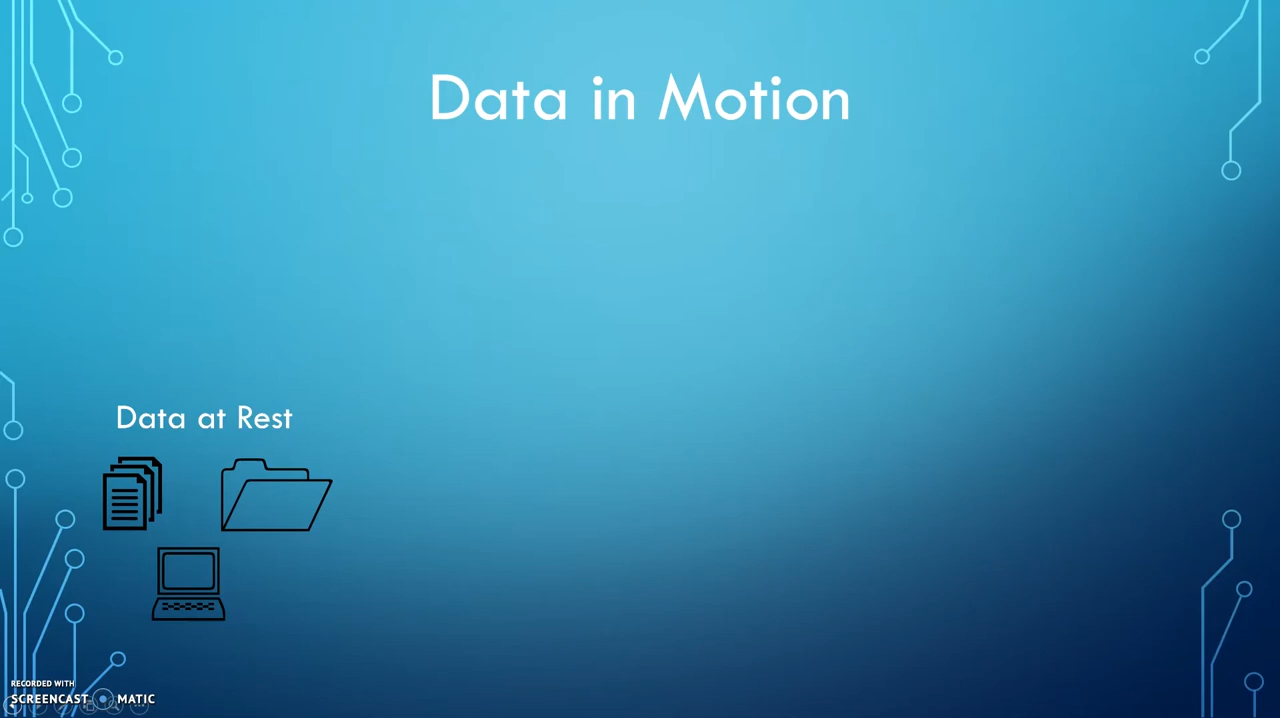 Data in Motion
Data at Rest
RECORDED WITH
SCREENCAST MATIC